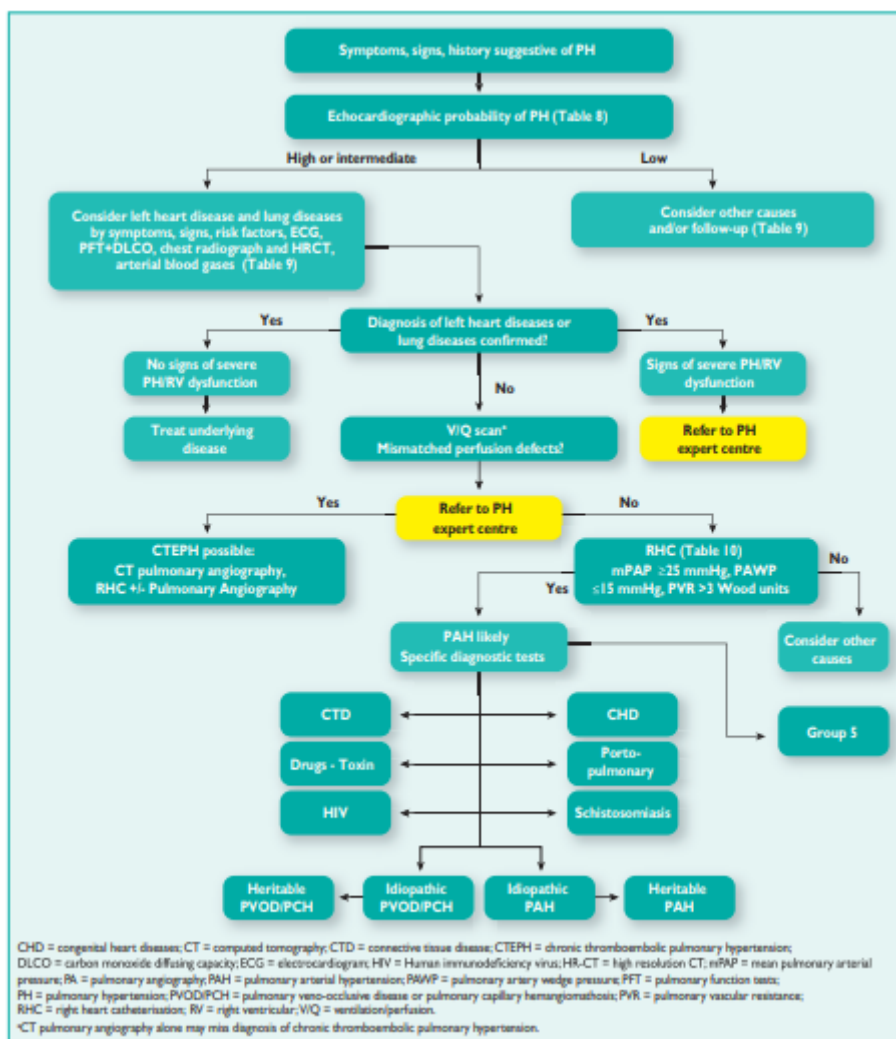 Symptoms, signs, history suggestive of PH
Echocardiographic probability of PH (Table 8)
High or intermediate
Low
Consider left heart disease and lung diseases
by symptoms, signs, risk factors, ECG,
PFT+DLCO, chest radiograph and HRCT,
arterial blood gases (Table 9)
Consider other causes
and/or follow-up (Table 9)
Yes
Diagnosis of left heart diseases or
lung diseases confirmed?
Yes
No signs of severe
PH/RV dysfunction
Signs of severe PH/RV
dysfunction
No
Treat underlying
disease
V/Q scanª
Mismatched perfusion defects?
Refer to PH
expert centre
Yes
Refer to PH
expert centre
No
CTEPH possible:
CT pulmonary angiography,
RHC +/- Pulmonary Angiography
RHC (Table 10)
mPAP ≥25 mmHg, PAWP
≤15 mmHg, PVR >3 Wood units
No
Yes
PAH likely
Specific diagnostic tests
Consider other
causes
CTD
CHD
Group 5
Drugs - Toxin
Porto-
pulmonary
HIV
Schistosomiasis
Heritable
PVOD/PCH
Idiopathic
PVOD/PCH
Idiopathic
PAH
Heritable
PAH
CHD = congenital heart diseases; CT = computed tomography; CTD = connective tissue disease; CTEPH = chronic thromboembolic pulmonary hypertension;
DLCO = carbon monoxide diffusing capacity; ECG = electrocardiogram; HIV = Human immunodeficiency virus; HR-CT = high resolution CT; mPAP = mean pulmonary arterial
pressure; PA = pulmonary angiography; PAH = pulmonary arterial hypertension; PAWP = pulmonary artery wedge pressure; PFT = pulmonary function tests;
PH = pulmonary hypertension; PVOD/PCH = pulmonary veno-occlusive disease or pulmonary capillary hemangiomathosis; PVR = pulmonary vascular resistance;
RHC = right heart catheterisation; RV = right ventricular; V/Q = ventilation/perfusion.
ªCT pulmonary angiography alone may miss diagnosis of chronic thromboembolic pulmonary hypertension.